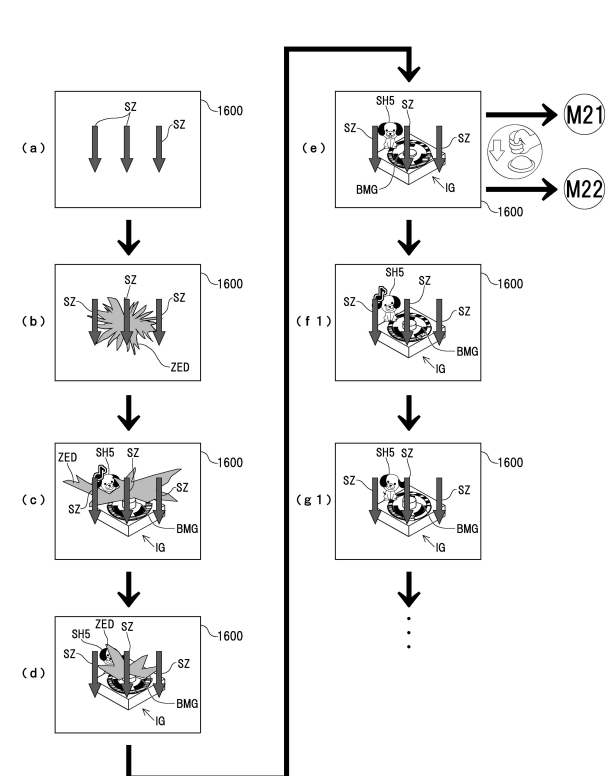 (a)
SZ
SZ
1600
(b)
SZ
SZ
SZ
1600
ZED
(c)
ZED
SH5
SZ
1600
SZ
SZ
BMG
IG
(d)
SH5
ZED
SZ
1600
SZ
SZ
BMG
IG
(e)
SH5
SZ
SZ
SZ
BMG
IG
1600
M21
M22
(f1)
SH5
SZ
1600
SZ
SZ
BMG
IG
(g1)
SH5
SZ
1600
SZ
SZ
BMG
IG